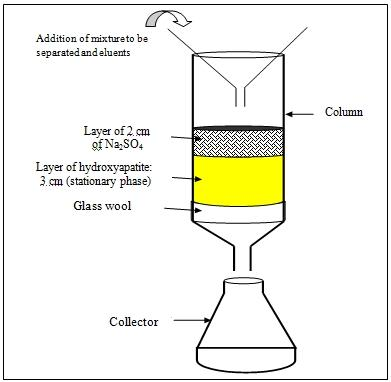 Addition of mixture to be
separated and eluents
Column
Layer of 2 cm
of Na₂SO₄
Layer of hydroxyapatite:
3 cm (stationary phase)
Glass wool
Collector